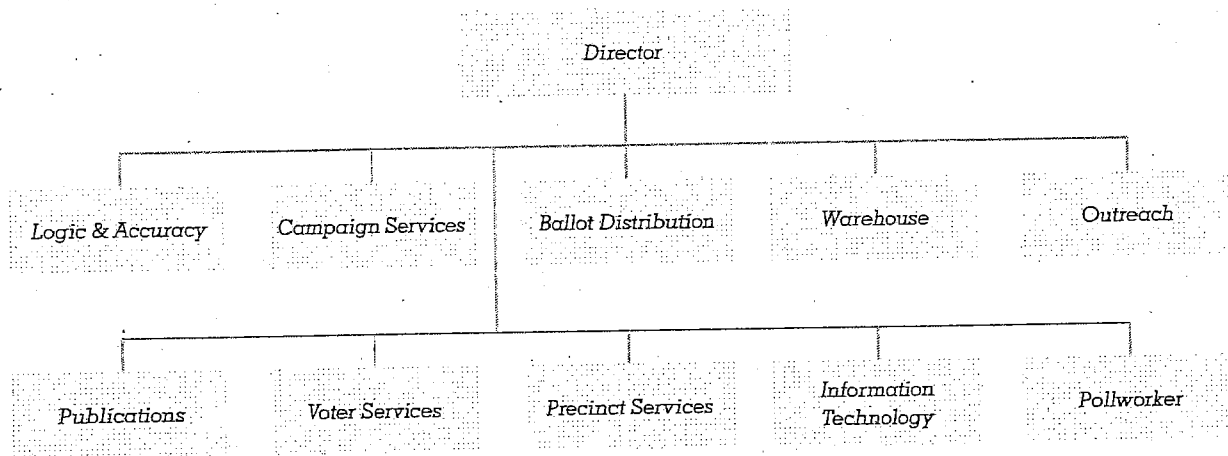 Director
Logic & Accuracy
Campaign Services
Ballot Distribution
Warehouse
Outreach
Publications
Voter Services
Precinct Services
Information
Technology
Pollworker